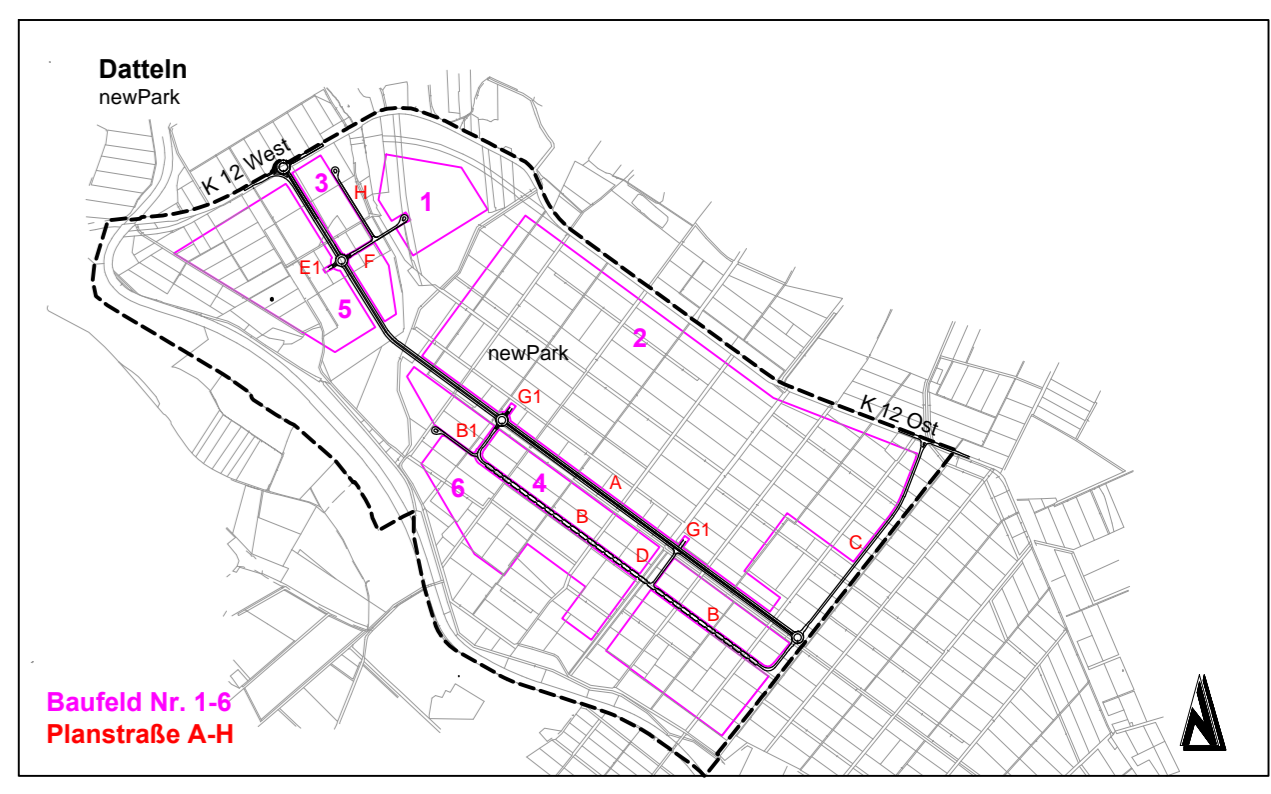 Datteln
newPark
K 12 West
3
H
1
E1
F
5
2
newPark
K 12 Ost
G1
B1
4
A
6
B
G1
D
C
B
Baufeld Nr. 1-6
Planstraße A-H
N